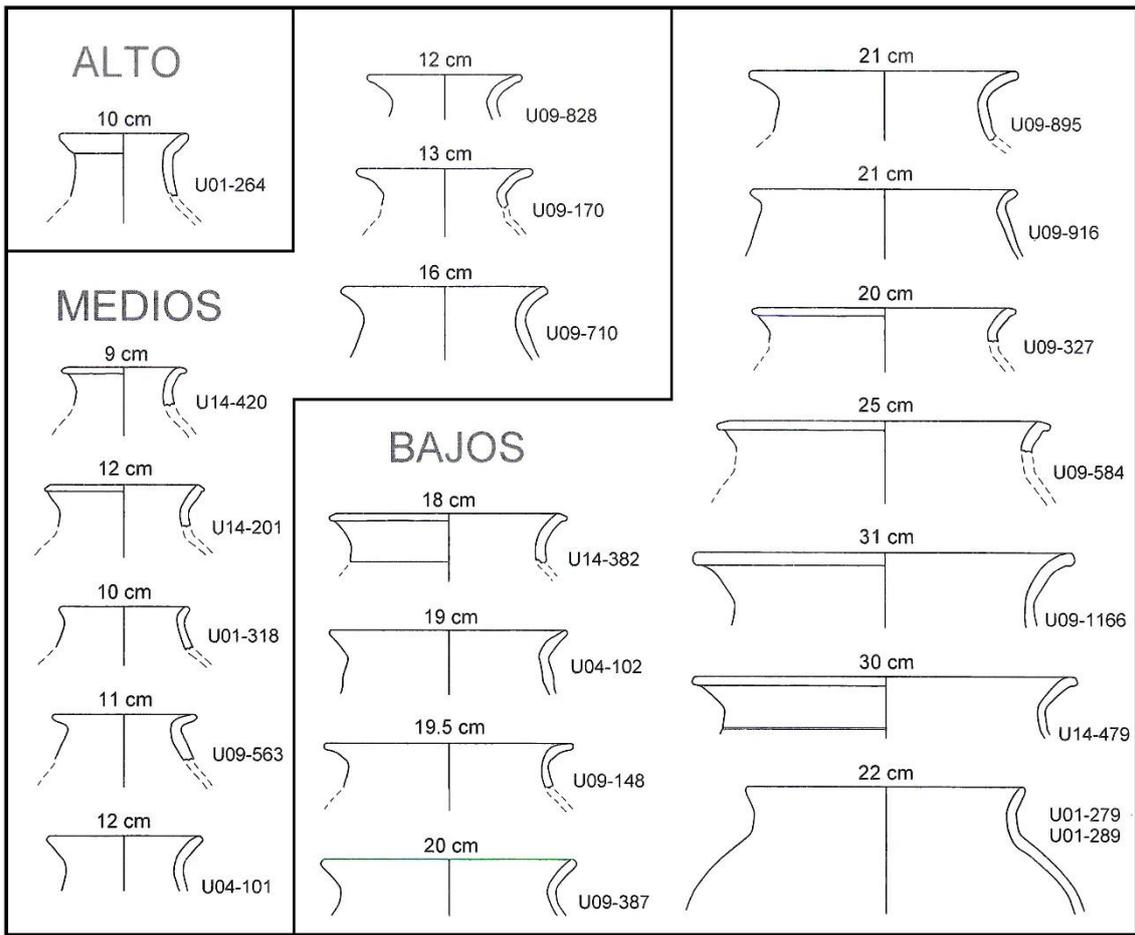 ALTO
10 cm
U01-264
MEDIOS
9 cm
U14-420
12 cm
U14-201
10 cm
U01-318
11 cm
U09-563
12 cm
U04-101
12 cm
U09-828
13 cm
U09-170
16 cm
U09-710
BAJOS
18 cm
U14-382
19 cm
U04-102
19.5 cm
U09-148
20 cm
U09-387
21 cm
U09-895
21 cm
U09-916
20 cm
U09-327
25 cm
U09-584
31 cm
U09-1166
30 cm
U14-479
22 cm
U01-279
U01-289